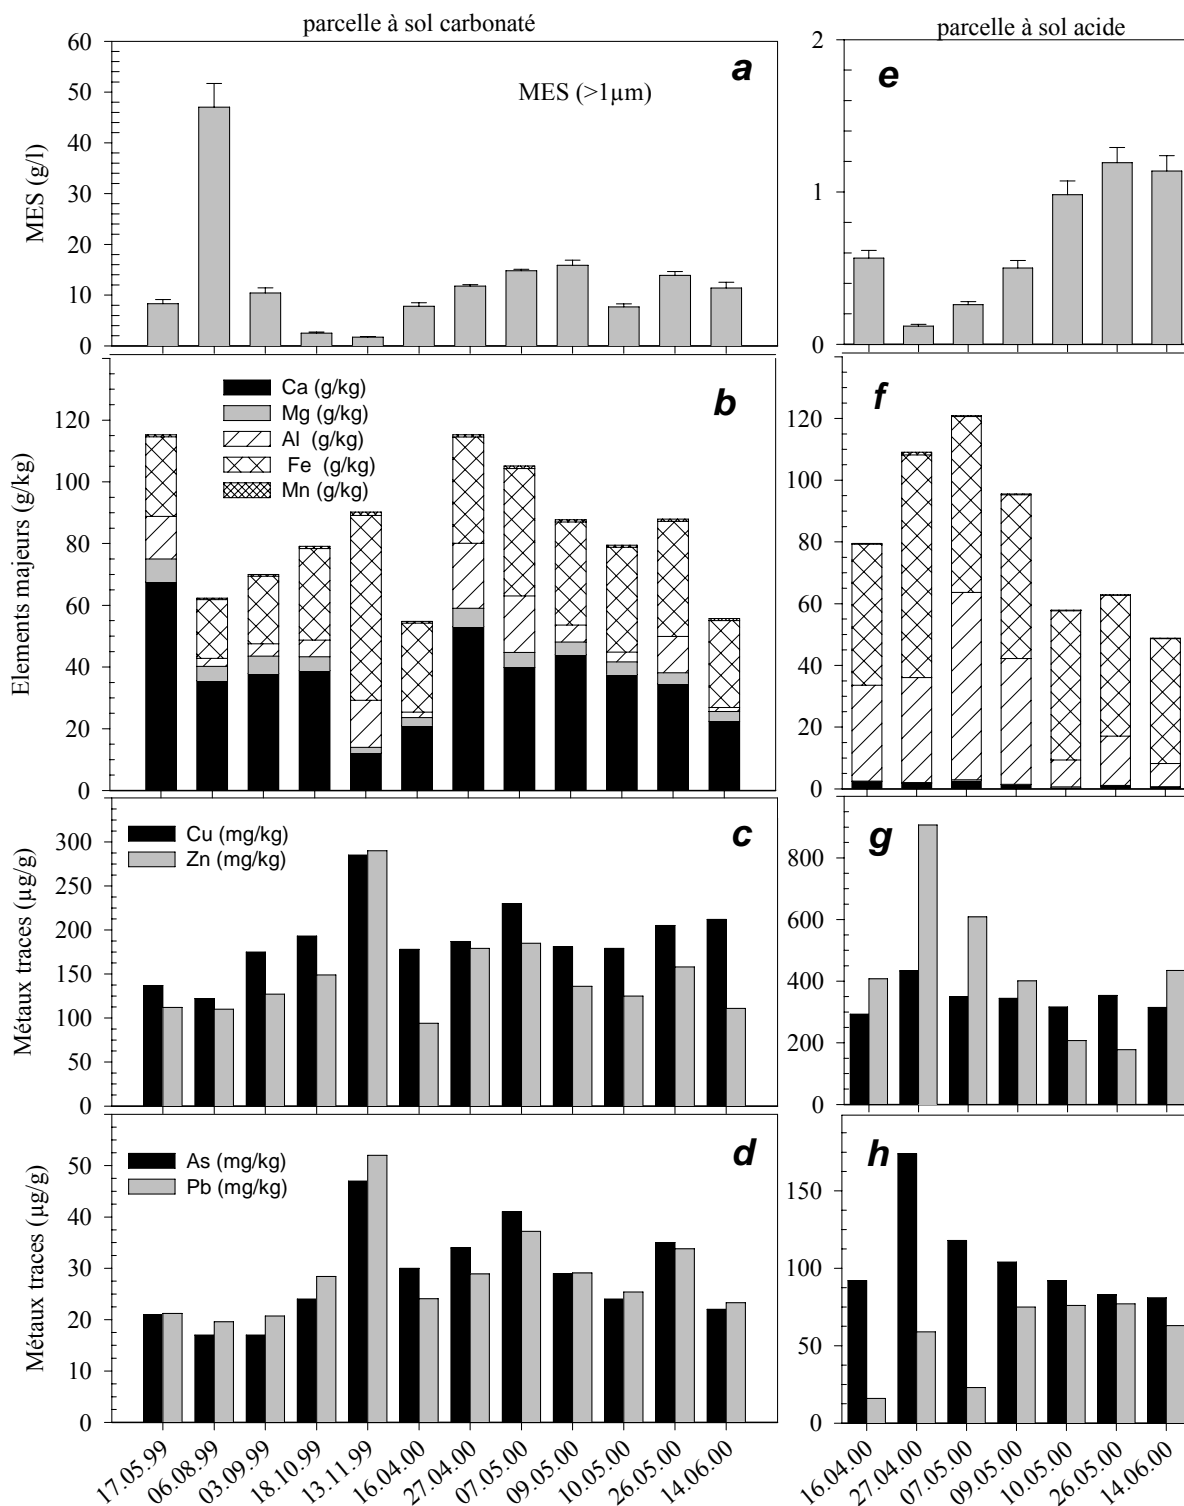 parcelle à sol carbonaté
parcelle à sol acide
MES (g/l)
60
50
40
30
20
10
0
a
MES (>1µm)
2
1
0
e
Elements majeurs (g/kg)
120
100
80
60
40
20
0
Ca (g/kg)
Mg (g/kg)
Al (g/kg)
Fe (g/kg)
Mn (g/kg)
b
120
100
80
60
40
20
0
f
Métaux traces (µg/g)
300
250
200
150
100
50
0
Cu (mg/kg)
Zn (mg/kg)
c
800
600
400
200
0
g
Métaux traces (µg/g)
50
40
30
20
10
0
As (mg/kg)
Pb (mg/kg)
d
150
100
50
0
h
17.05.99
06.08.99
03.09.99
18.10.99
13.11.99
16.04.00
27.04.00
07.05.00
09.05.00
10.05.00
26.05.00
14.06.00
16.04.00
27.04.00
07.05.00
09.05.00
10.05.00
26.05.00
14.06.00